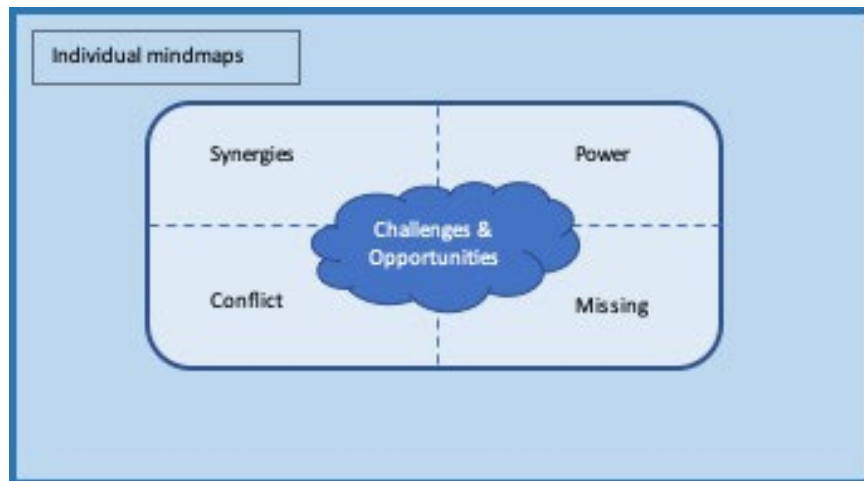 Individual mindmaps
Synergies
Power
Challenges &
Opportunities
Conflict
Missing